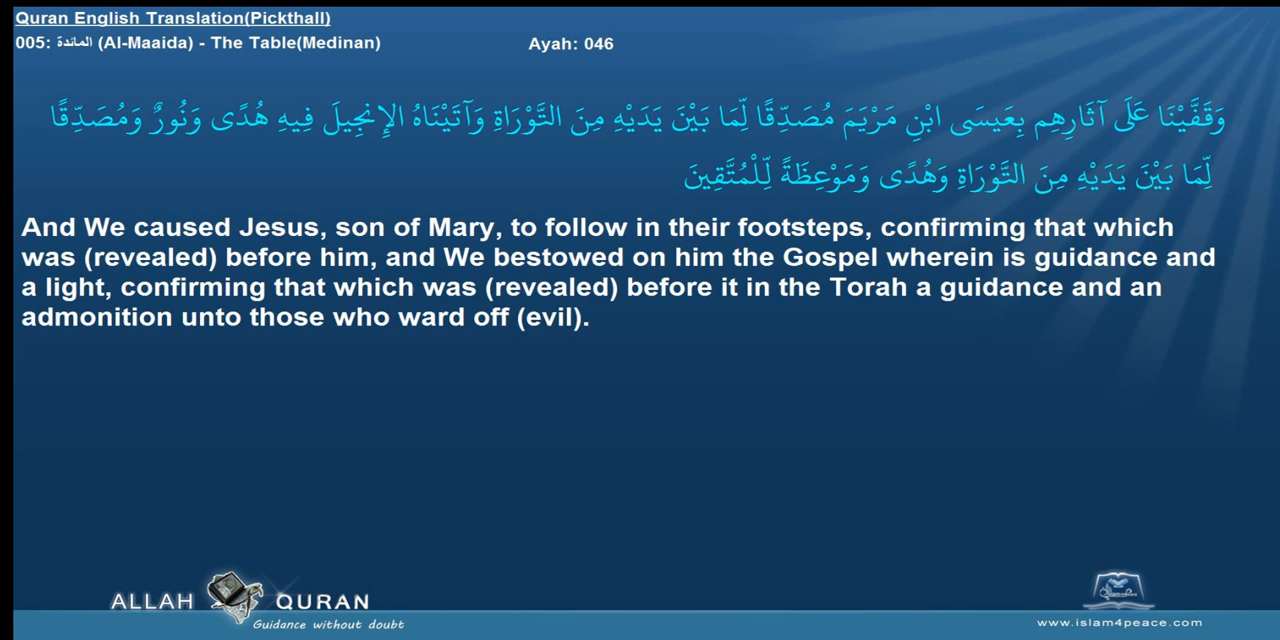 Quran English Translation(Pickthall)
005: المائدة (Al-Maaida) - The Table(Medinan)
Ayah: 046
وَقَفَّيْنَا عَلَى آثَارِهِم بِعَيسَى ابْنِ مَرْيَمَ مُصَدِّقًا لِّمَا بَيْنَ يَدَيْهِ مِنَ التَّوْرَاةِ وَآتَيْنَاهُ الإِنجِيلَ فِيهِ هُدًى وَنُورٌ وَمُصَدِّقًا
لِّمَا بَيْنَ يَدَيْهِ مِنَ التَّوْرَاةِ وَهُدًى وَمَوْعِظَةً لِّلْمُتَّقِينَ
And We caused Jesus, son of Mary, to follow in their footsteps, confirming that which
was (revealed) before him, and We bestowed on him the Gospel wherein is guidance and
a light, confirming that which was (revealed) before it in the Torah a guidance and an
admonition unto those who ward off (evil).
ALLAH QURAN
Guidance without doubt
www.islam4peace.com